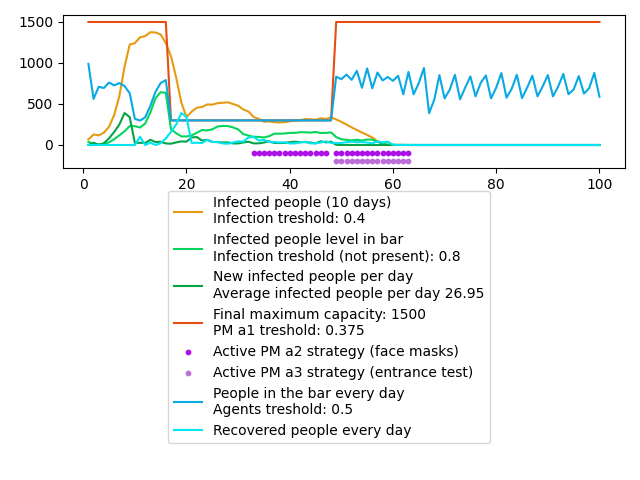 1500
1000
500
0
0
20
40
60
80
100
Infected people (10 days)
Infection treshold: 0.4
Infected people level in bar
Infection treshold (not present): 0.8
New infected people per day
Average infected people per day 26.95
Final maximum capacity: 1500
PM a1 treshold: 0.375
Active PM a2 strategy (face masks)
Active PM a3 strategy (entrance test)
People in the bar every day
Agents treshold: 0.5
Recovered people every day